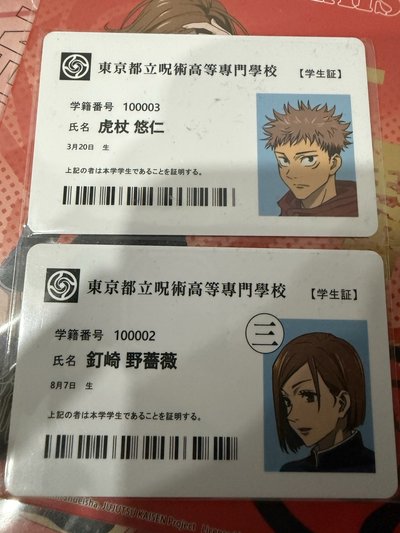 東京都立呪術高等専門學校 【学生証】
学籍番号 100003
氏名 虎杖 悠仁
3月20日 生
上記の者は本学学生であることを証明する。
東京都立呪術高等専門學校 【学生証】
学籍番号 100002
三
氏名 釘崎 野薔薇
8月7日 生
上記の者は本学学生であることを証明する。
JUJUTSU KAISEN Project